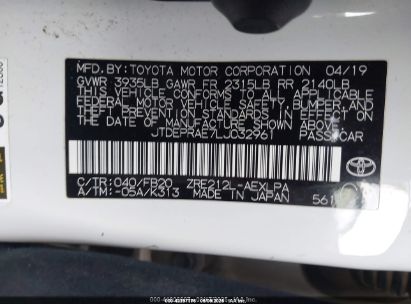 MFD. BY: TOYOTA MOTOR CORPORATION 04/19
GVWR 3935LB GAWR FR 2315LB RR 2140LB
THIS VEHICLE CONFORMS TO ALL APPLICABLE
FEDERAL MOTOR VEHICLE SAFETY, BUMPER, AND
THEFT PREVENTION STANDARDS IN EFFECT ON
THE DATE OF MANUFACTURE SHOWN ABOVE.
JTDEPRAE7LJ032961 PASS. CAR
C/TR: 040/FB20 ZRE212L-AEXLPA
A/TM: -05A/K313 MADE IN JAPAN 561
TOYOTA